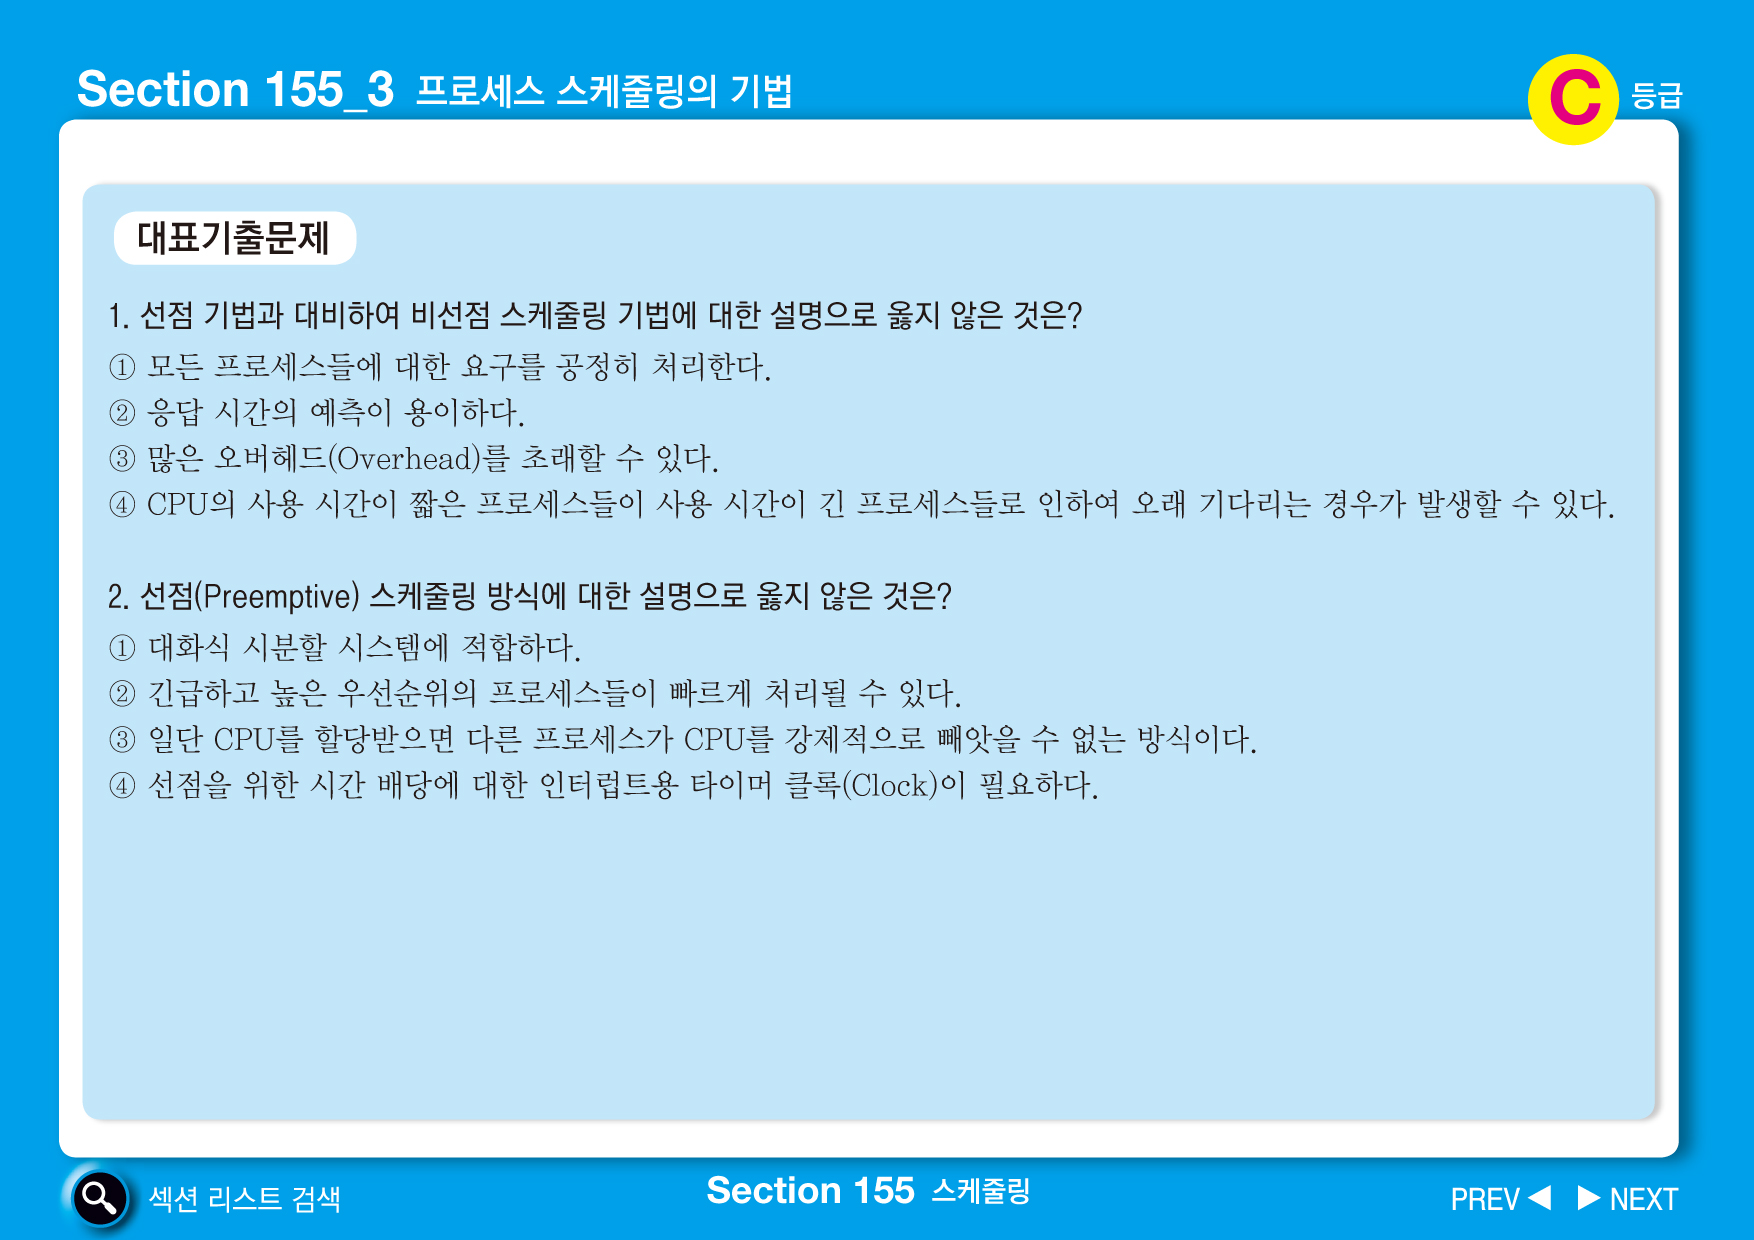 Section 155_3 프로세스 스케줄링의 기법
C 등급
대표기출문제
1. 선점 기법과 대비하여 비선점 스케줄링 기법에 대한 설명으로 옳지 않은 것은?
① 모든 프로세스들에 대한 요구를 공정히 처리한다.
② 응답 시간의 예측이 용이하다.
③ 많은 오버헤드(Overhead)를 초래할 수 있다.
④ CPU의 사용 시간이 짧은 프로세스들이 사용 시간이 긴 프로세스들로 인하여 오래 기다리는 경우가 발생할 수 있다.
2. 선점(Preemptive) 스케줄링 방식에 대한 설명으로 옳지 않은 것은?
① 대화식 시분할 시스템에 적합하다.
② 긴급하고 높은 우선순위의 프로세스들이 빠르게 처리될 수 있다.
③ 일단 CPU를 할당받으면 다른 프로세스가 CPU를 강제적으로 빼앗을 수 없는 방식이다.
④ 선점을 위한 시간 배당에 대한 인터럽트용 타이머 클록(Clock)이 필요하다.
섹션 리스트 검색
Section 155 스케줄링
PREV ◀ ▶ NEXT